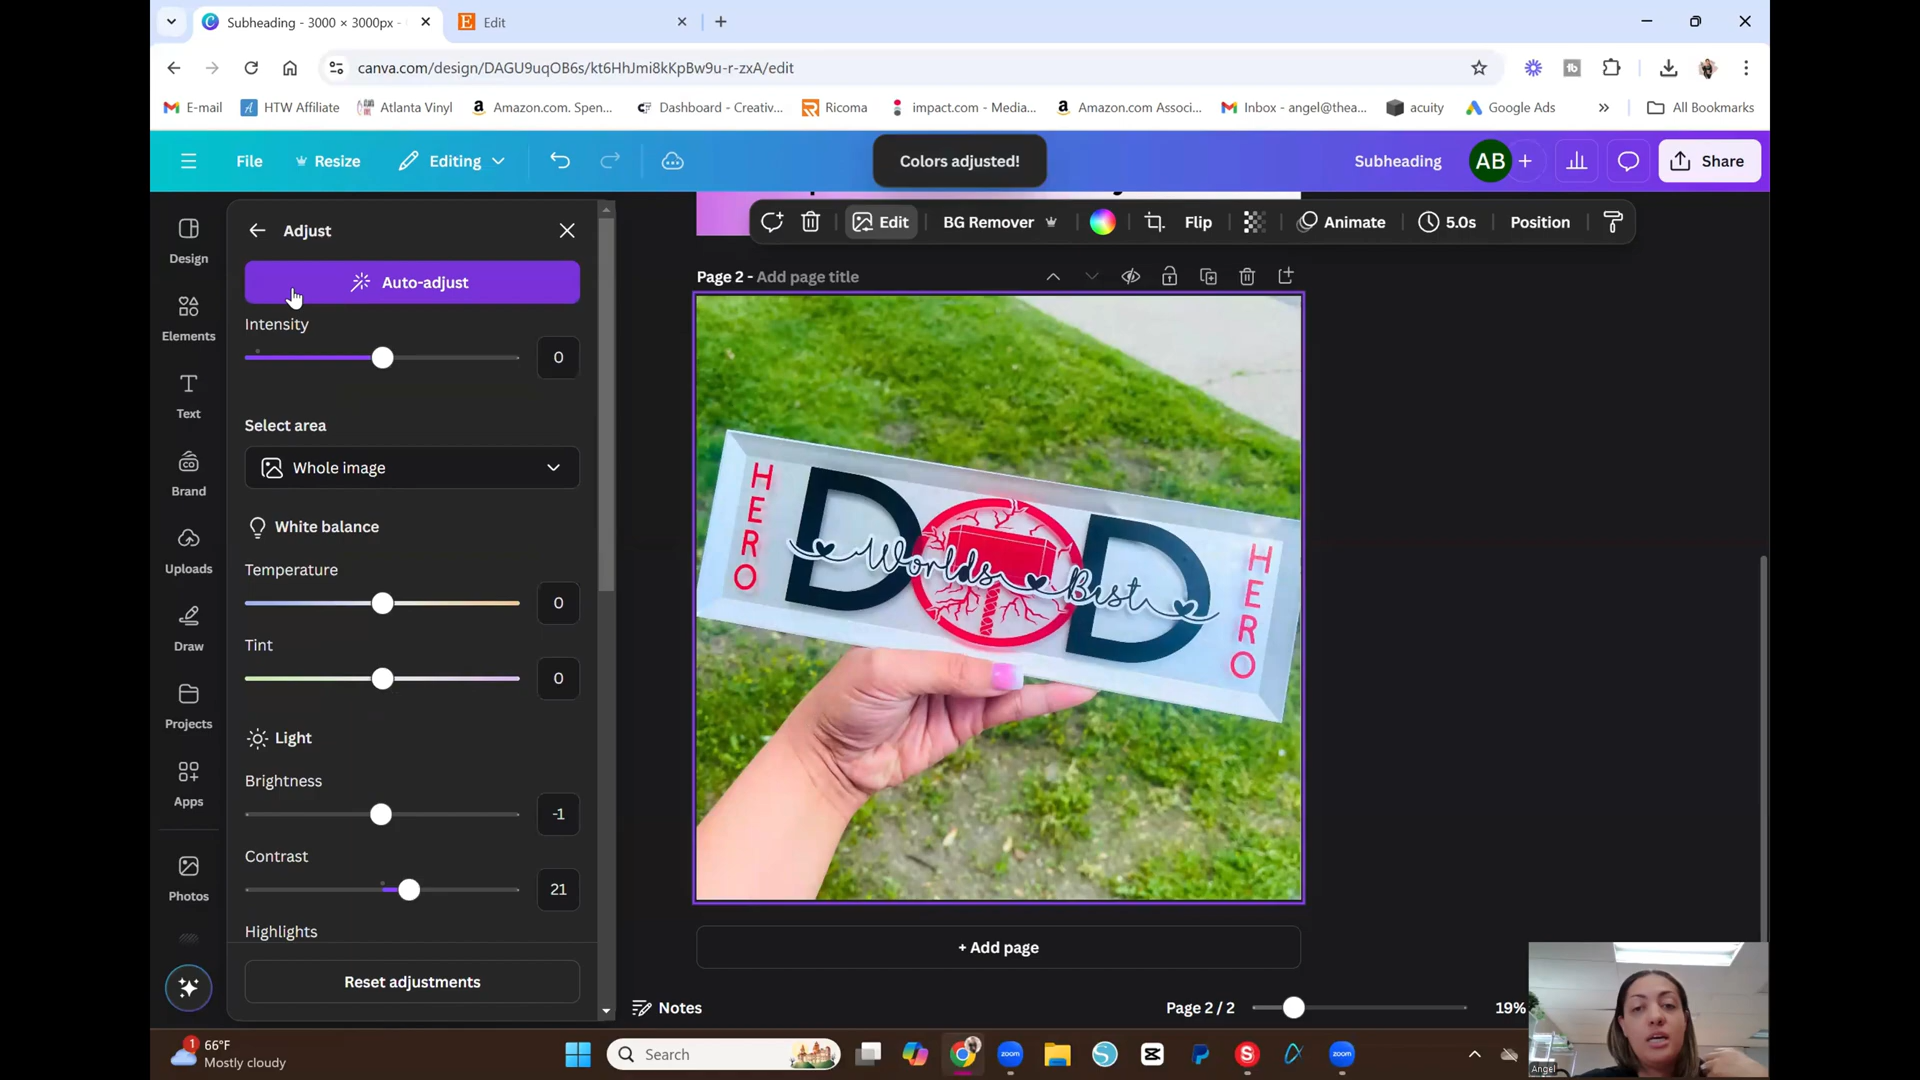 Subheading - 3000 × 3000px -
Edit
canva.com/design/DAGU9uqOB6s/kt6HhJmi8kKpBw9u-r-zxA/edit
E-mail
HTW Affiliate
Atlanta Vinyl
Amazon.com. Spen...
Dashboard - Creativ...
Ricoma
impact.com - Media...
Amazon.com Associ...
Inbox - angel@thea...
acuity
Google Ads
All Bookmarks
File
Resize
Editing
Colors adjusted!
Subheading
AB
Share
Edit
BG Remover
Flip
Animate
5.0s
Position
Design
Elements
Text
Brand
Uploads
Draw
Projects
Apps
Photos
Adjust
Auto-adjust
Intensity
0
Select area
Whole image
White balance
Temperature
0
Tint
0
Light
Brightness
-1
Contrast
21
Highlights
Reset adjustments
Page 2 - Add page title
HERO
D D
Worlds Best
HERO
+ Add page
Notes
Page 2 / 2
19%
Angel
1
66°F
Mostly cloudy
Search
zoom
zoom